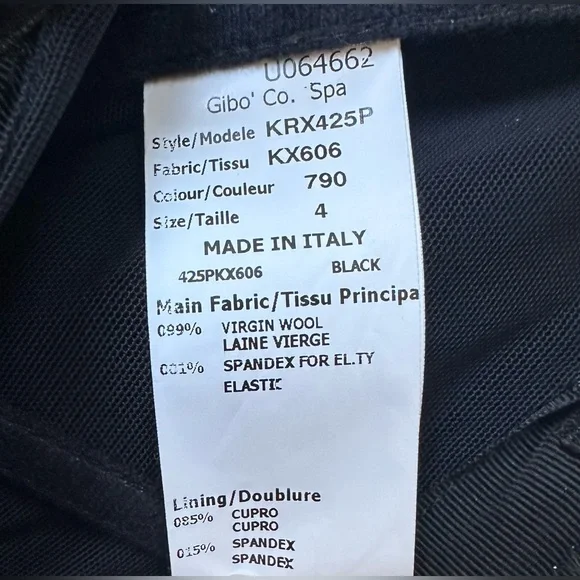 U064662
Gibo' Co. Spa
Style/Modele KRX425P
Fabric/Tissu KX606
Colour/Couleur 790
Size/Taille 4
MADE IN ITALY
425PKX606 BLACK
Main Fabric/Tissu Principa
099% VIRGIN WOOL
LAINE VIERGE
001% SPANDEX FOR EL.TY
ELASTIC
Lining/Doublure
085% CUPRO
CUPRO
015% SPANDEX
SPANDEX